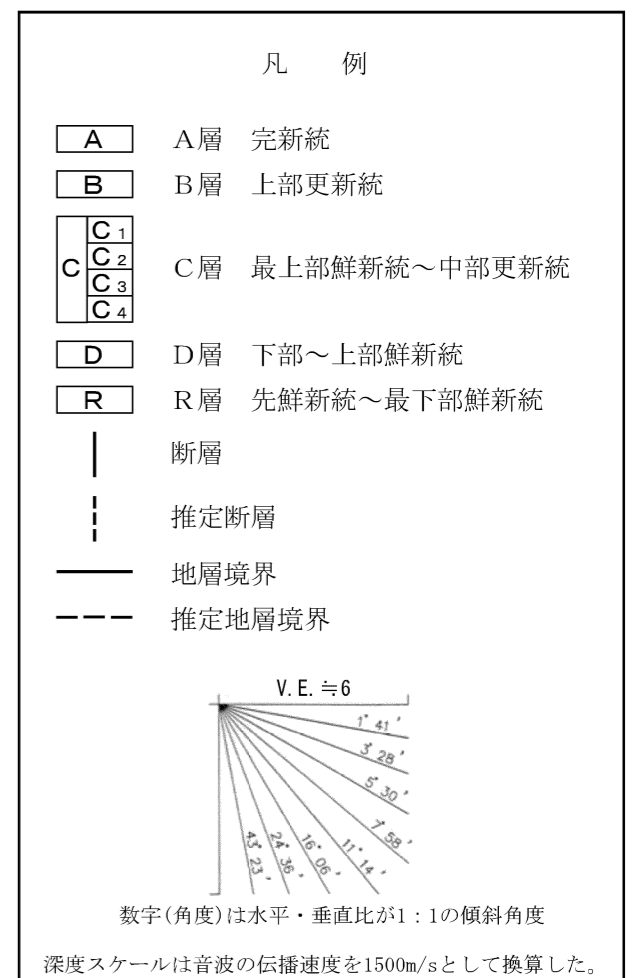 凡 例
A A層 完新統
B B層 上部更新統
C C1 C2 C3 C4 C層 最上部鮮新統～中部更新統
D D層 下部～上部鮮新統
R R層 先鮮新統～最下部鮮新統
断層
推定断層
地層境界
推定地層境界
V.E.≒6
1°41′
3°28′
5°30′
7°58′
11°14′
16°06′
24°36′
43°23′
数字(角度)は水平・垂直比が1：1の傾斜角度
深度スケールは音波の伝播速度を1500m/sとして換算した。